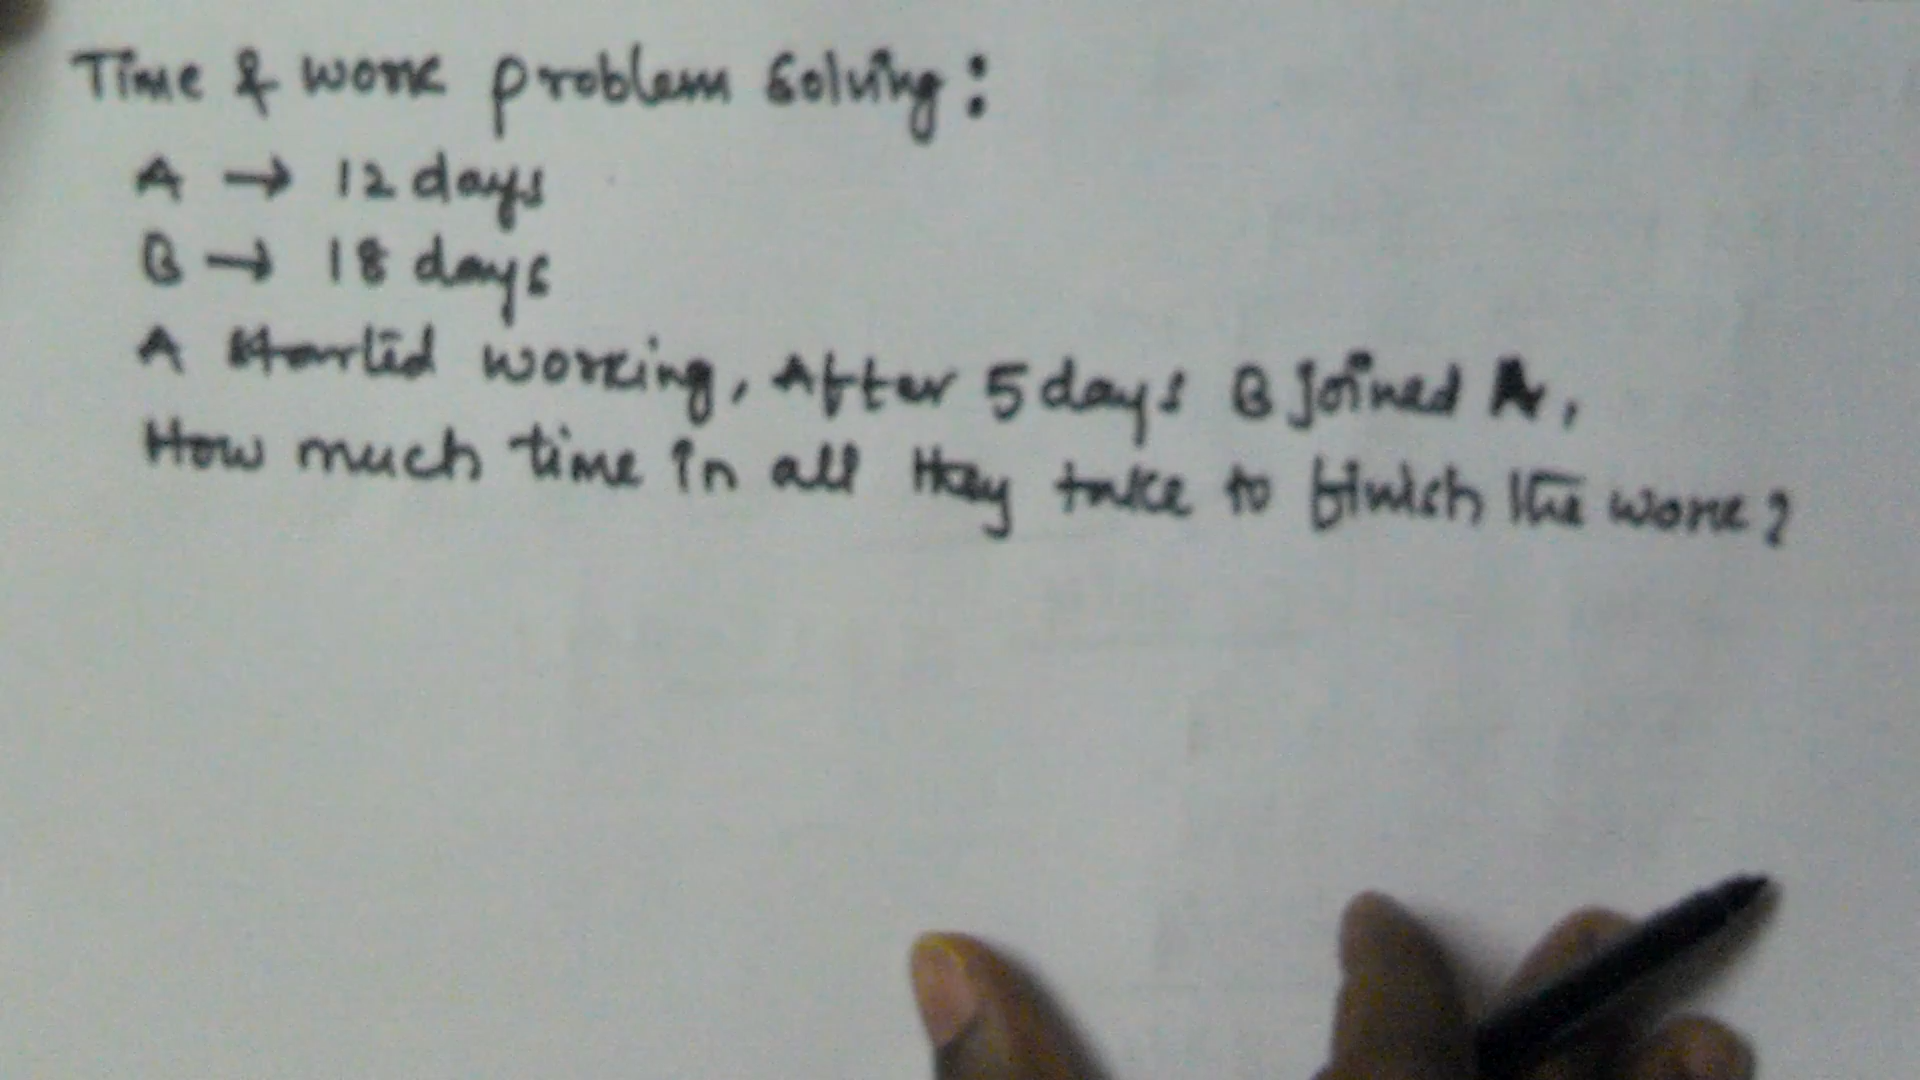 Time & work problem solving:
A → 12 days
B → 18 days
A started working, After 5 days B joined A,
How much time in all they take to finish the work?